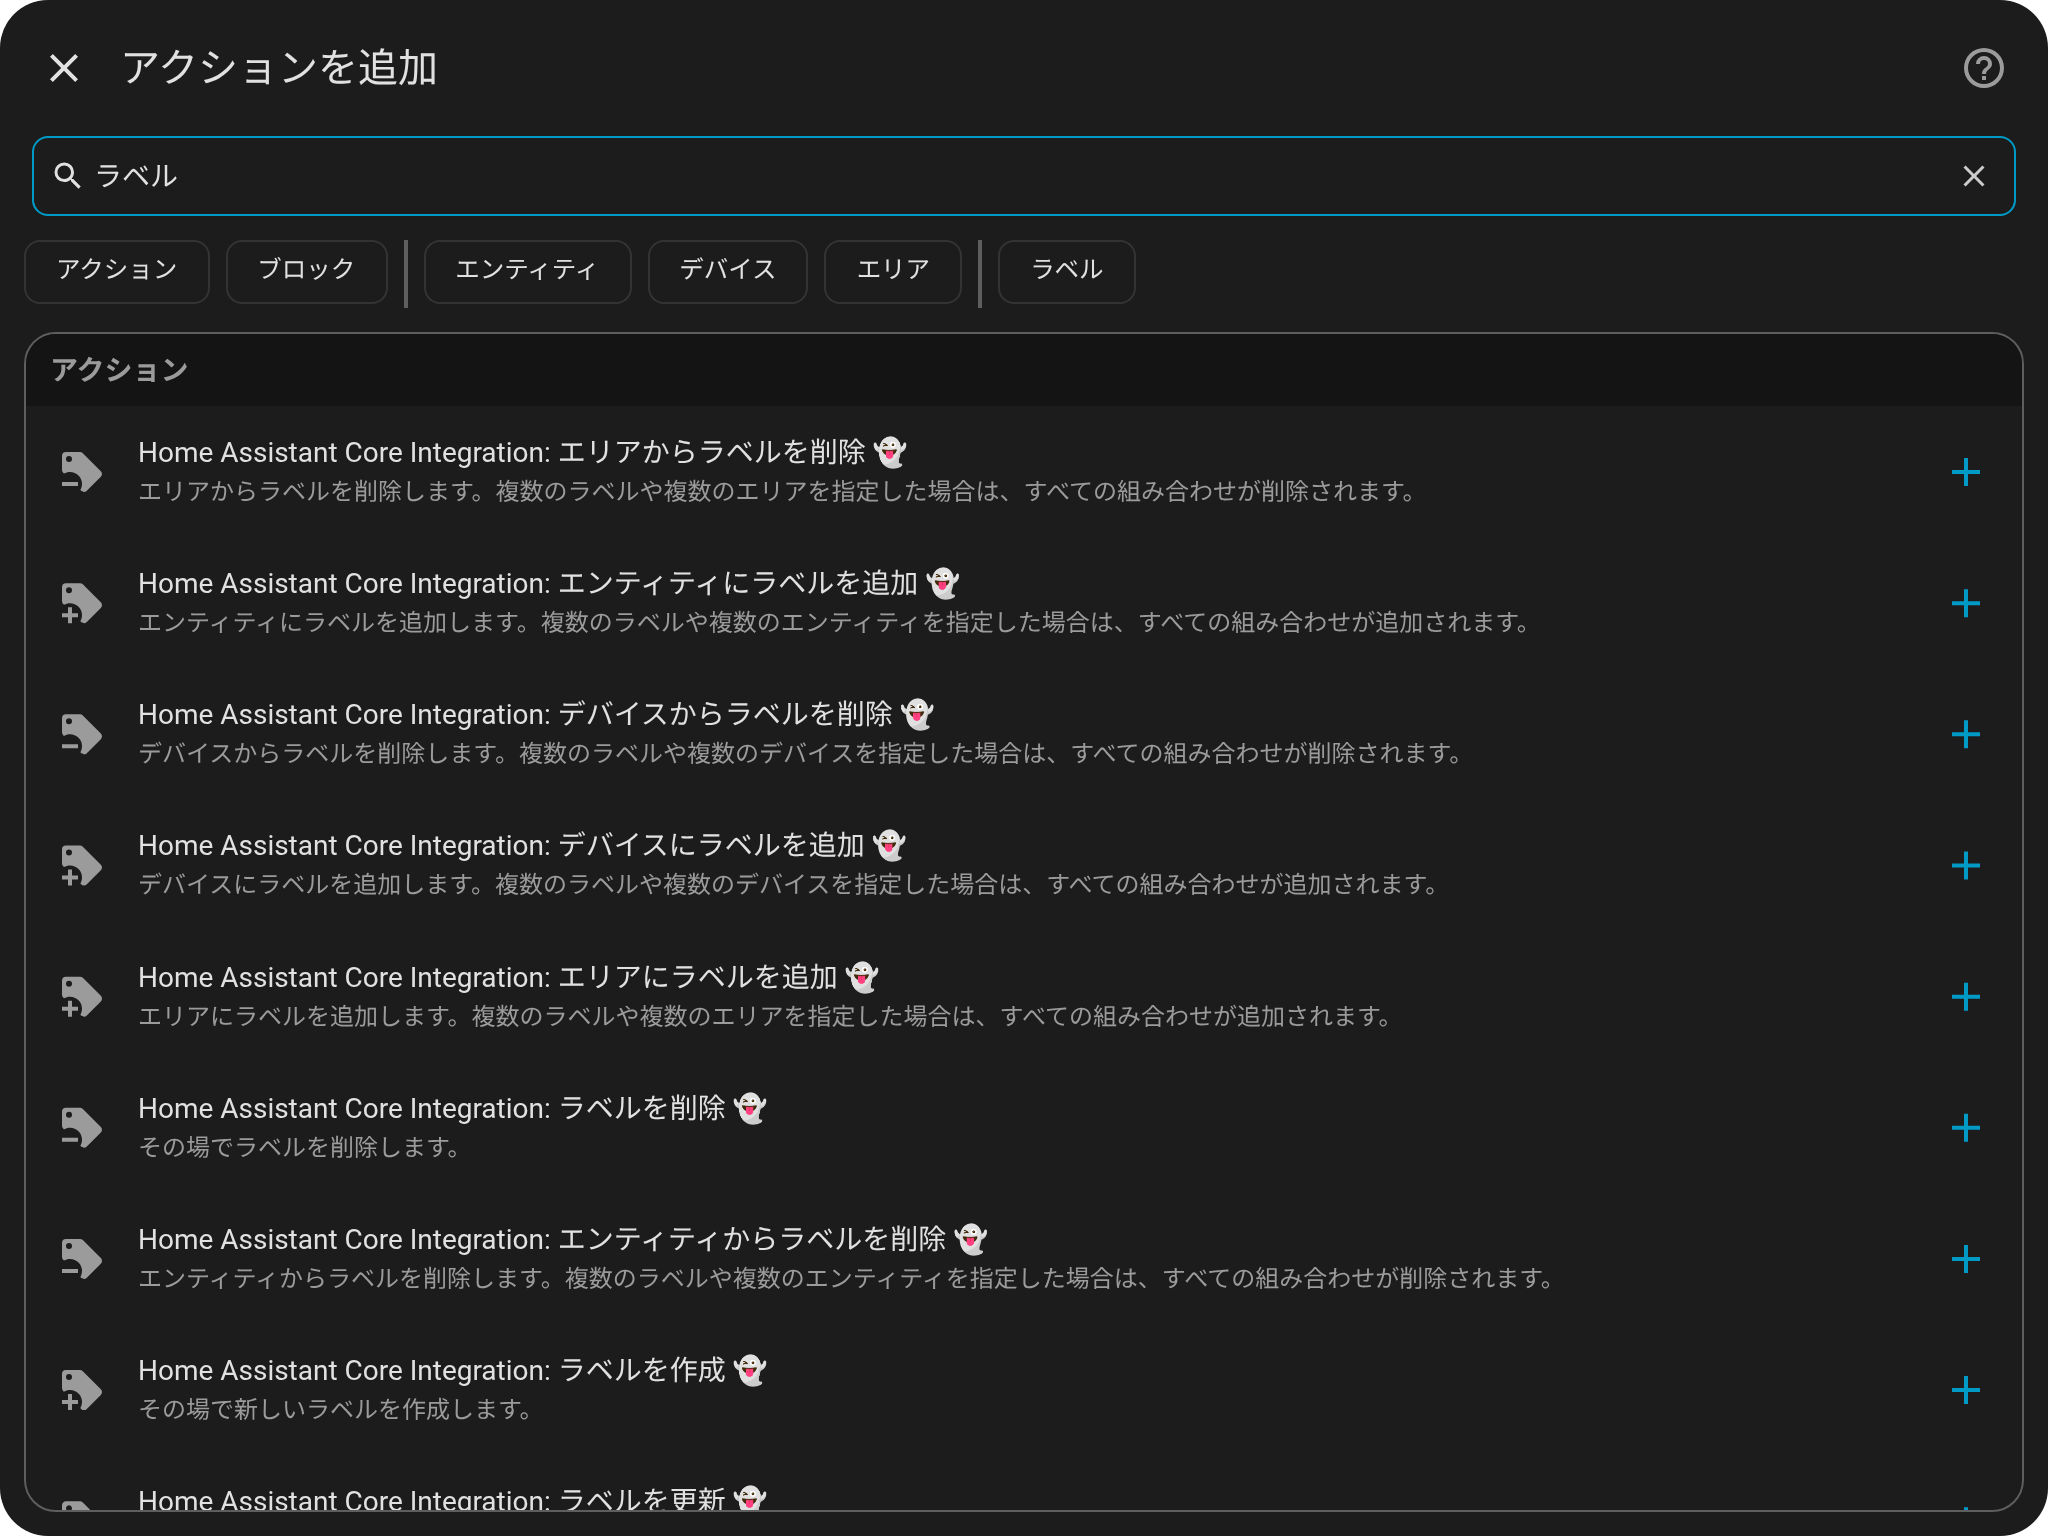 アクションを追加
ラベル
アクション ブロック エンティティ デバイス エリア ラベル
アクション
Home Assistant Core Integration: エリアからラベルを削除 👻
エリアからラベルを削除します。複数のラベルや複数のエリアを指定した場合は、すべての組み合わせが削除されます。
Home Assistant Core Integration: エンティティにラベルを追加 👻
エンティティにラベルを追加します。複数のラベルや複数のエンティティを指定した場合は、すべての組み合わせが追加されます。
Home Assistant Core Integration: デバイスからラベルを削除 👻
デバイスからラベルを削除します。複数のラベルや複数のデバイスを指定した場合は、すべての組み合わせが削除されます。
Home Assistant Core Integration: デバイスにラベルを追加 👻
デバイスにラベルを追加します。複数のラベルや複数のデバイスを指定した場合は、すべての組み合わせが追加されます。
Home Assistant Core Integration: エリアにラベルを追加 👻
エリアにラベルを追加します。複数のラベルや複数のエリアを指定した場合は、すべての組み合わせが追加されます。
Home Assistant Core Integration: ラベルを削除 👻
その場でラベルを削除します。
Home Assistant Core Integration: エンティティからラベルを削除 👻
エンティティからラベルを削除します。複数のラベルや複数のエンティティを指定した場合は、すべての組み合わせが削除されます。
Home Assistant Core Integration: ラベルを作成 👻
その場で新しいラベルを作成します。
Home Assistant Core Integration: ラベルを更新 👻